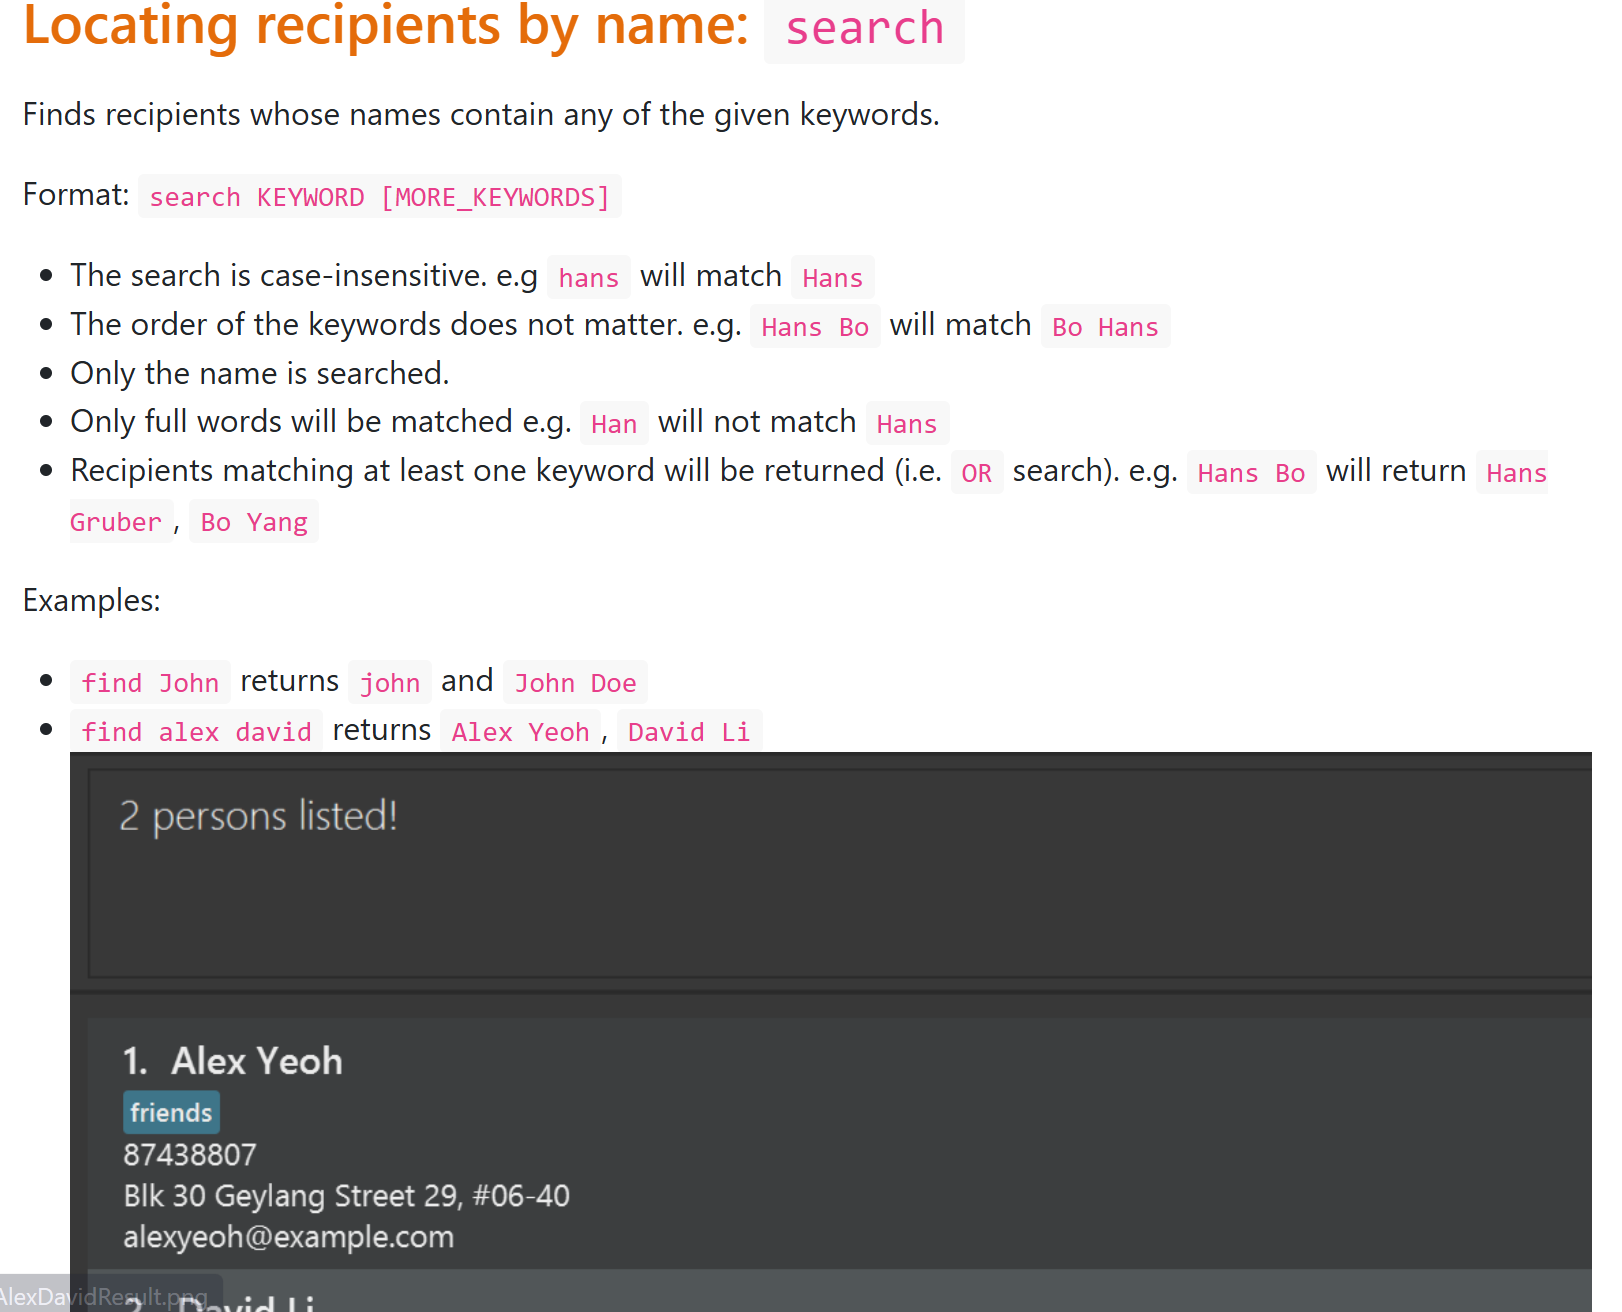 Locating recipients by name: search
Finds recipients whose names contain any of the given keywords.
Format: search KEYWORD [MORE_KEYWORDS]
The search is case-insensitive. e.g hans will match Hans
The order of the keywords does not matter. e.g. Hans Bo will match Bo Hans
Only the name is searched.
Only full words will be matched e.g. Han will not match Hans
Recipients matching at least one keyword will be returned (i.e. OR search). e.g. Hans Bo will return Hans
Gruber, Bo Yang
Examples:
find John returns john and John Doe
find alex david returns Alex Yeoh, David Li
2 persons listed!
1. Alex Yeoh
friends
87438807
Blk 30 Geylang Street 29, #06-40
alexyeoh@example.com
AlexDavidResult.png
2. David Li